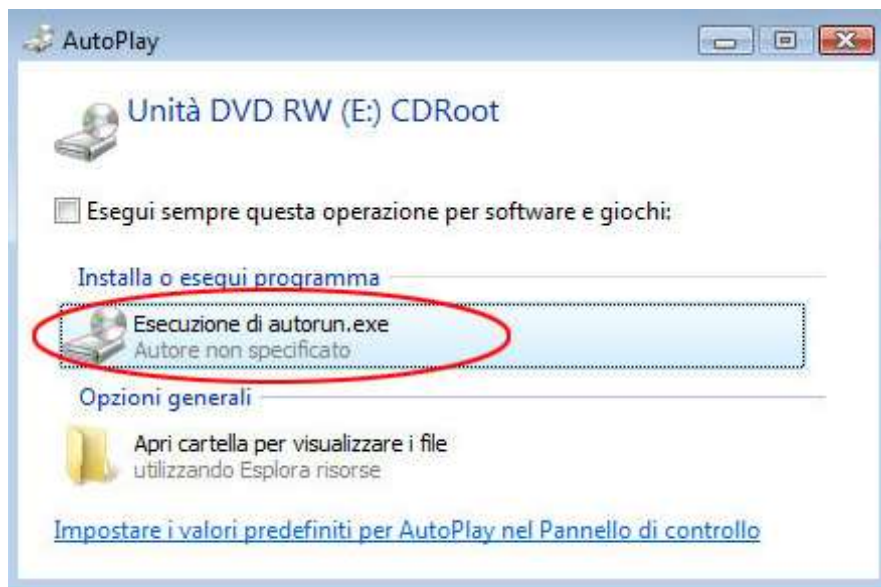 AutoPlay
Unità DVD RW (E:) CDRoot
Esegui sempre questa operazione per software e giochi:
Installa o esegui programma
Esecuzione di autorun.exe
Autore non specificato
Opzioni generali
Apri cartella per visualizzare i file
utilizzando Esplora risorse
Impostare i valori predefiniti per AutoPlay nel Pannello di controllo